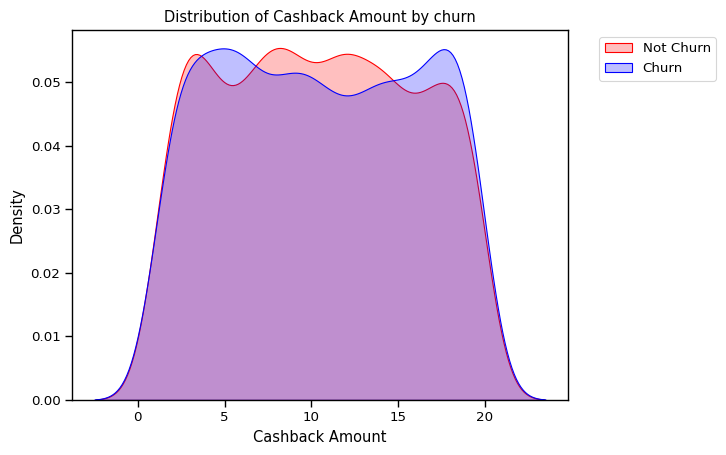 Distribution of Cashback Amount by churn
Not Churn
Churn
0.05
0.04
0.03
0.02
0.01
0.00
Density
0
5
10
15
20
Cashback Amount